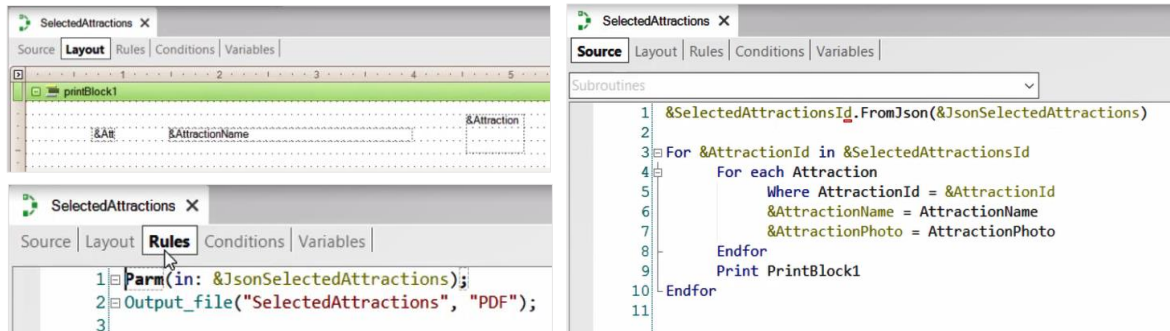 SelectedAttractions X
Source Layout Rules Conditions Variables
1 2 3 4 5
printBlock1
&Attraction
&Att &AttractionName
SelectedAttractions X
Source Layout Rules Conditions Variables
1 Parm(in: &JsonSelectedAttractions);
2 Output_file("SelectedAttractions", "PDF");
3
SelectedAttractions X
Source Layout Rules Conditions Variables
Subroutines
1 &SelectedAttractionsId.FromJson(&JsonSelectedAttractions)
2
3 For &AttractionId in &SelectedAttractionsId
4 For each Attraction
5 Where AttractionId = &AttractionId
6 &AttractionName = AttractionName
7 &AttractionPhoto = AttractionPhoto
8 Endfor
9 Print PrintBlock1
10 Endfor
11